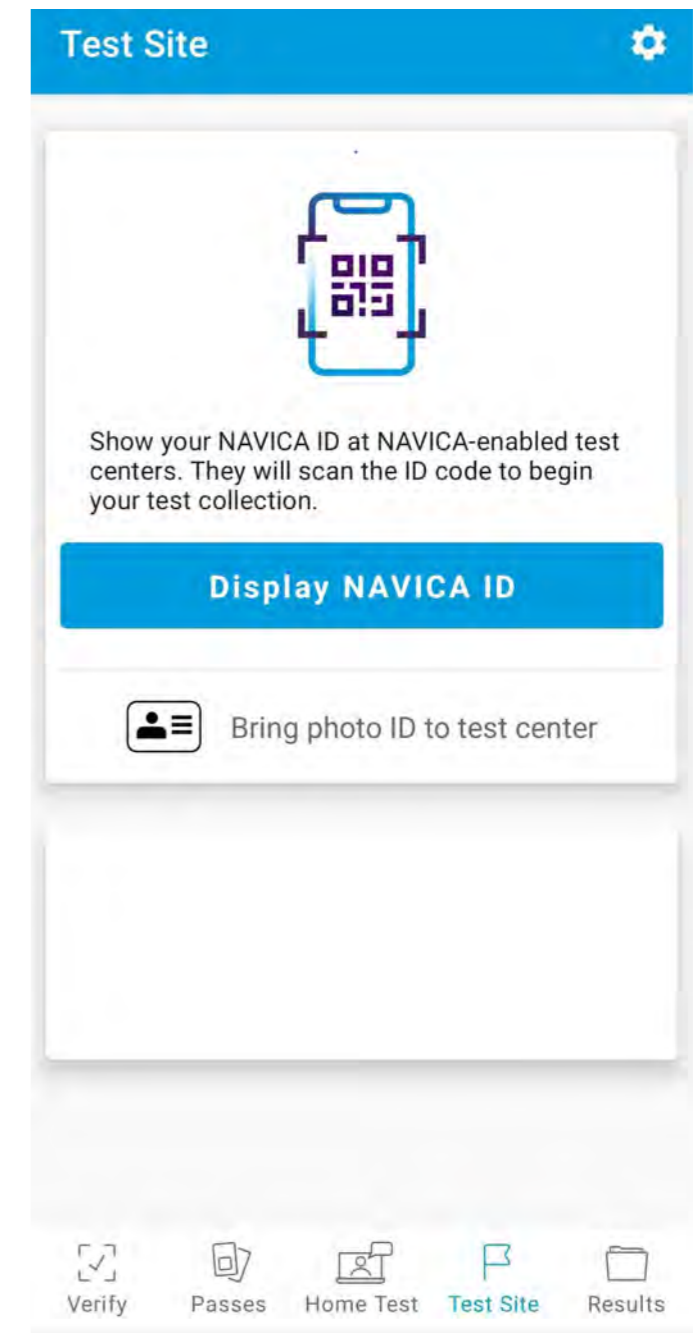 Test Site
Show your NAVICA ID at NAVICA-enabled test
centers. They will scan the ID code to begin
your test collection.
Display NAVICA ID
Bring photo ID to test center
Verify Passes Home Test Test Site Results